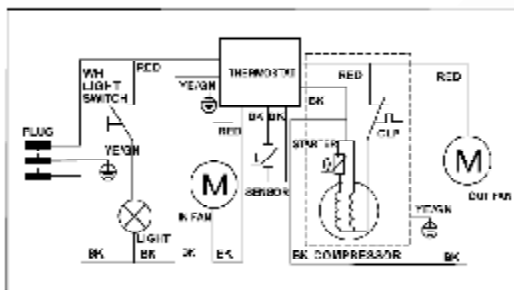 WH
LIGHT
SWITCH
RED
YE/GN
THERMOSTAT
RED
RED
BK
BK BK
RED
PLUG
YE/GN
STARTER
OLP
M
M
SENSOR
IN FAN
OUT FAN
YE/GN
LIGHT
BK
BK
BK
BK COMPRESSOR
BK